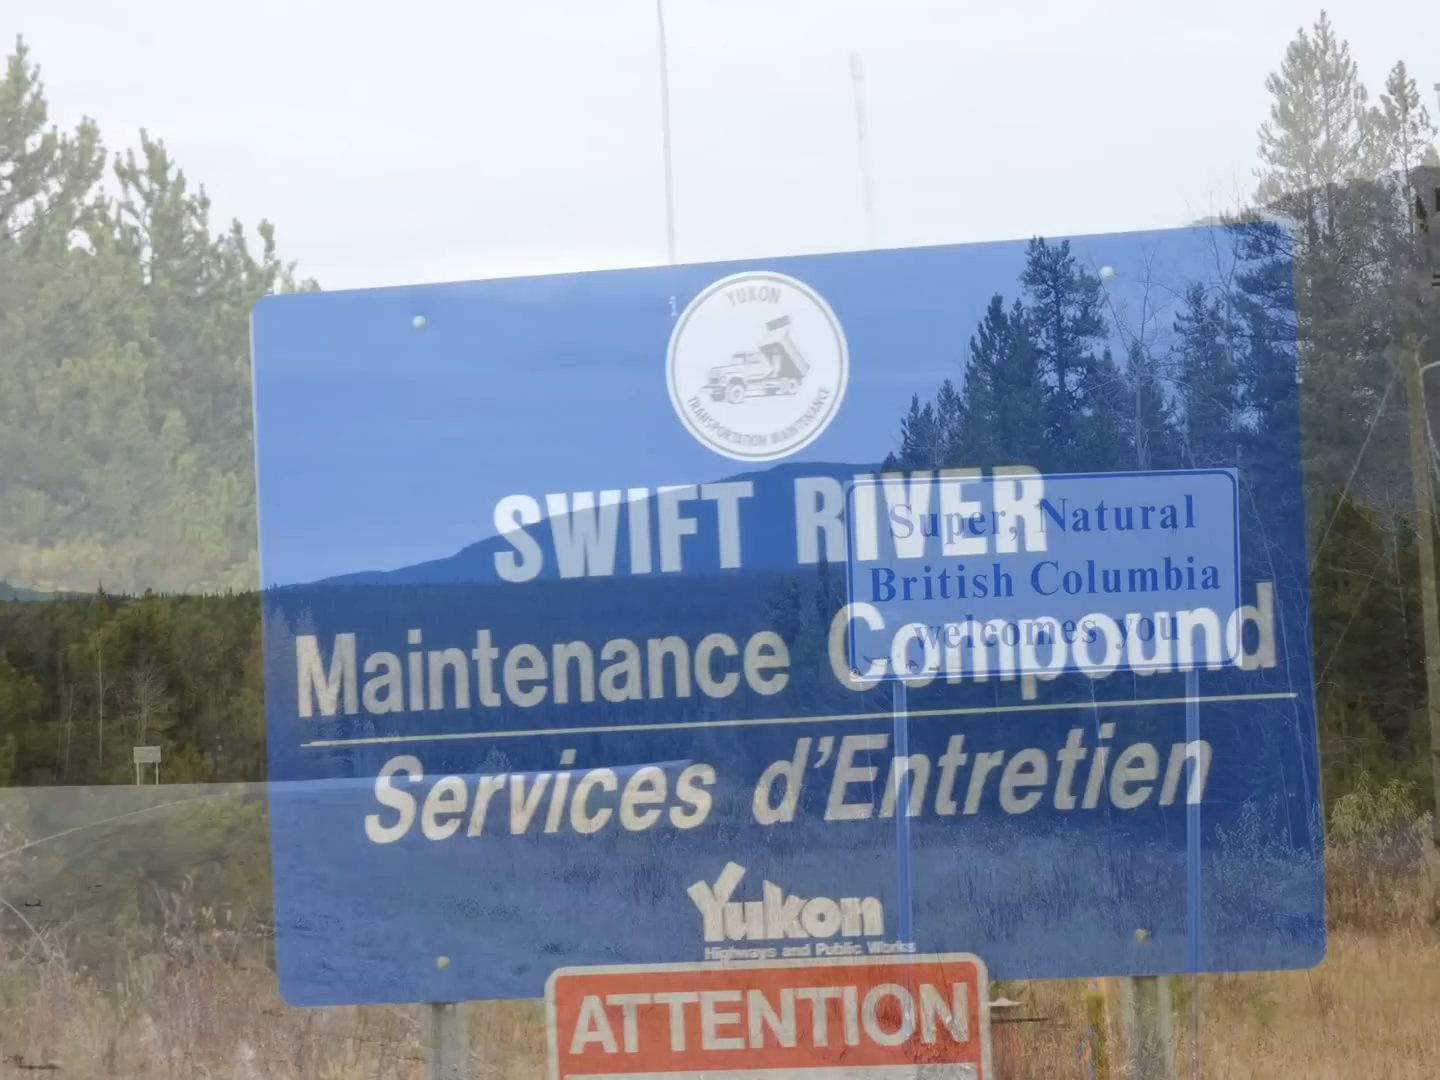 YUKON
TRANSPORTATION MAINTENANCE
SWIFT RIVER
Super, Natural
British Columbia
welcomes you
Maintenance Compound
Services d'Entretien
Yukon
Highways and Public Works
ATTENTION